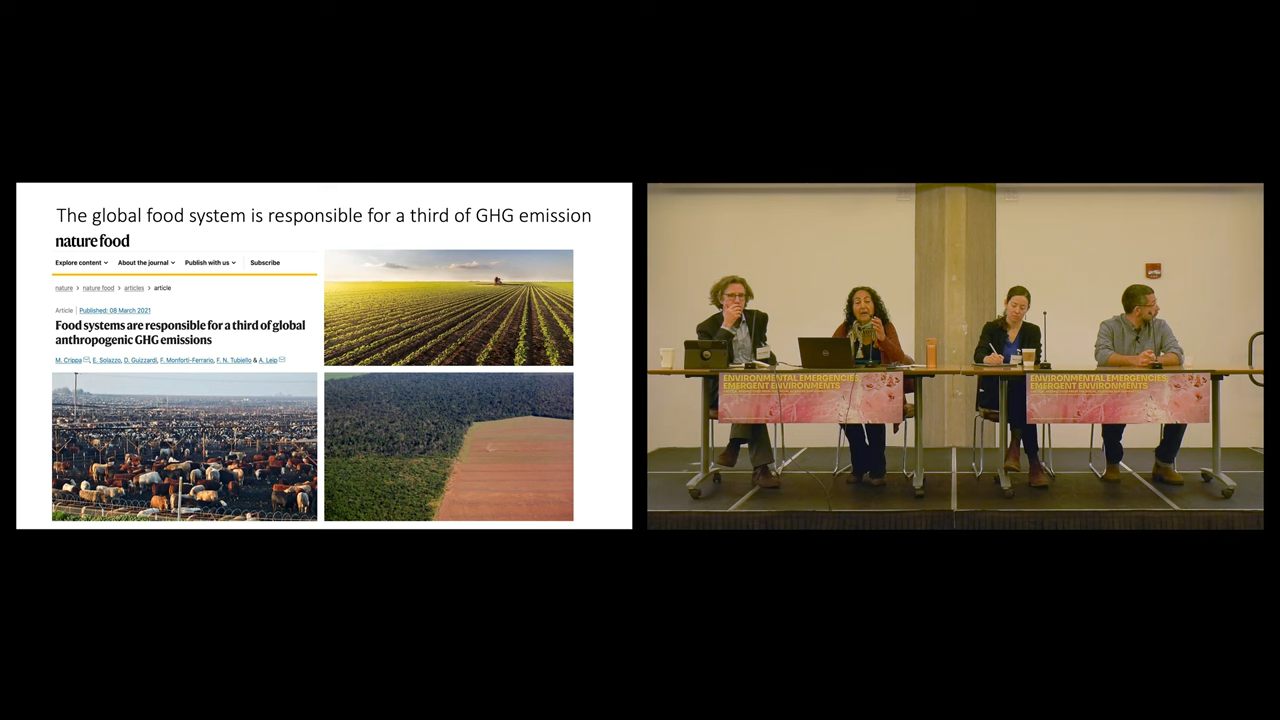 The global food system is responsible for a third of GHG emission
nature food
Explore content About the journal Publish with us Subscribe
nature > nature food > articles > article
Article | Published: 08 March 2021
Food systems are responsible for a third of global
anthropogenic GHG emissions
M. Crippa, E. Solazzo, D. Guizzardi, F. Monforti-Ferrario, F. N. Tubiello & A. Leip
ENVIRONMENTAL EMERGENCIES
EMERGENT ENVIRONMENTS
ENVIRONMENTAL EMERGENCIES
EMERGENT ENVIRONMENTS